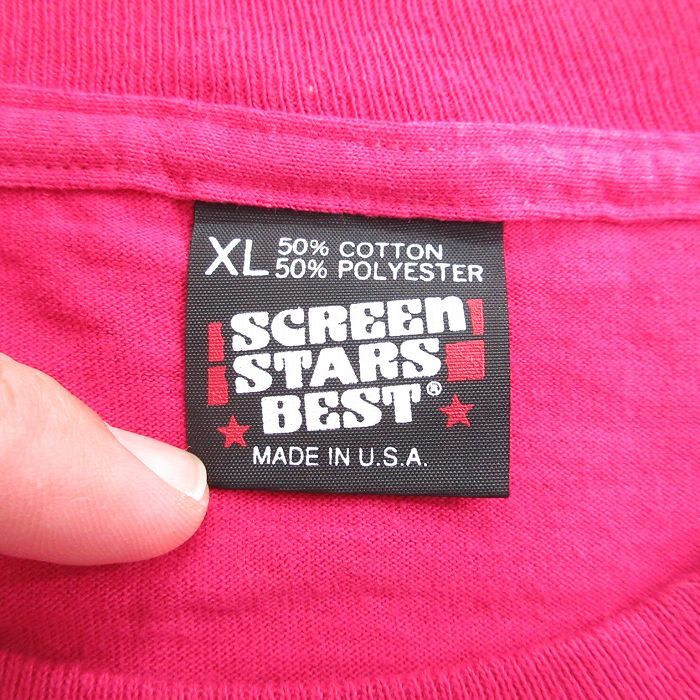 XL 50% COTTON
50% POLYESTER
SCREEN
STARS
BEST®
MADE IN U.S.A.